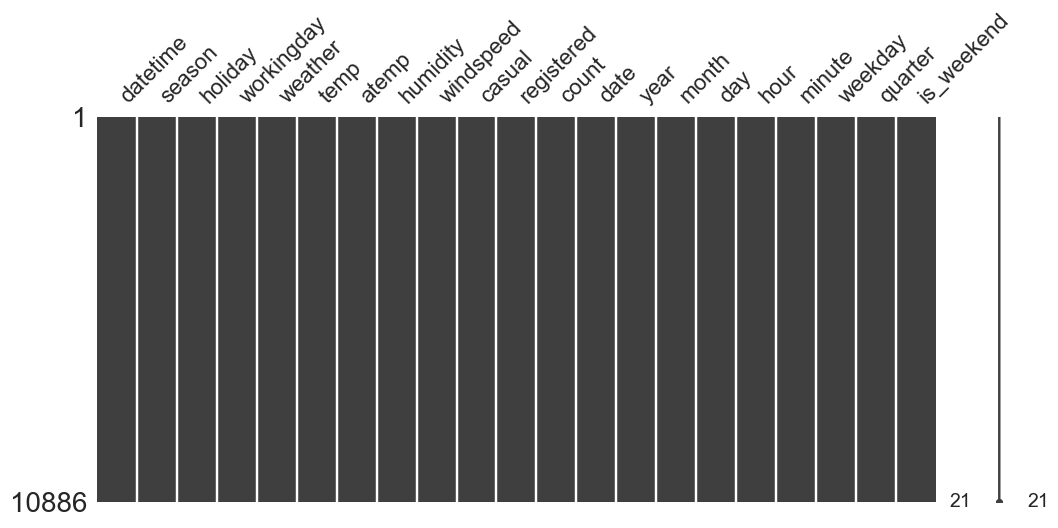 datetime
season
holiday
workingday
weather
temp
atemp
humidity
windspeed
casual
registered
count
date
year
month
day
hour
minute
weekday
quarter
is_weekend
1
10886
21
21